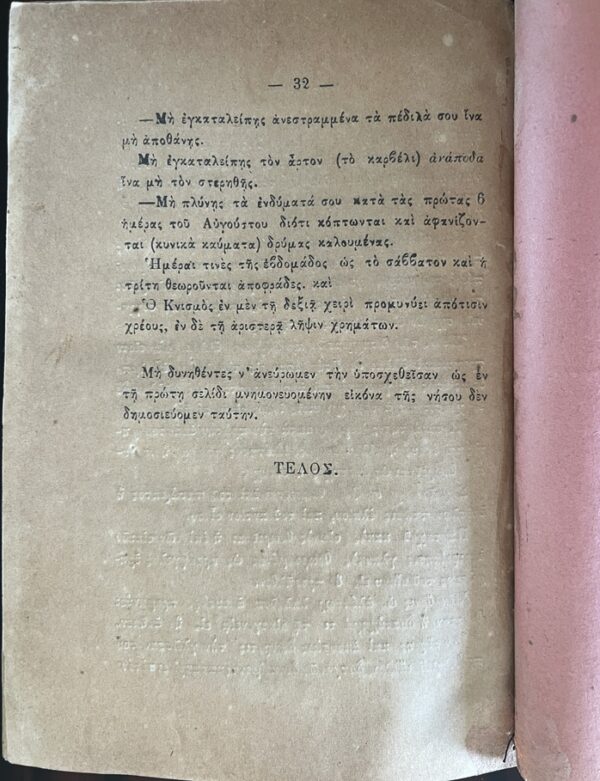 — 32 —
—Μὴ ἐγκαταλείπῃς ἀνεστραμμένα τὰ πέδιλά σου ἵνα
μὴ ἀποθάνῃς.
Μὴ ἐγκαταλείπῃς τὸν ἄρτον (τὸ καρβέλι) ἀνάποδα
ἵνα μὴ τὸν στερηθῇς.
—Μὴ πλύνῃς τὰ ἐνδύματά σου κατὰ τὰς πρώτας 6
ἡμέρας τοῦ Αὐγούστου διότι κόπτωνται καὶ ἀφανίζον-
ται (κυνικὰ καύματα) δρύμας καλουμένας.
Ἡμέραι τινὲς τῆς ἑβδομάδος ὡς τὸ σάββατον καὶ ἡ
τρίτη θεωροῦνται ἀποφράδες. καὶ
Ὁ Κνισμὸς ἐν μὲν τῇ δεξιᾷ χειρὶ προμυνύει ἀπότισιν
χρέους, ἐν δὲ τῇ ἀριστερᾷ λῆψιν χρημάτων.
Μὴ δυνηθέντες ν' ἀνεύρωμεν τὴν ὑποσχεθεῖσαν ὡς ἐν
τῇ πρώτῃ σελίδι μνημονευομένην εἰκόνα τῆς νήσου δὲν
δημοσιεύομεν ταύτην.
ΤΕΛΟΣ.